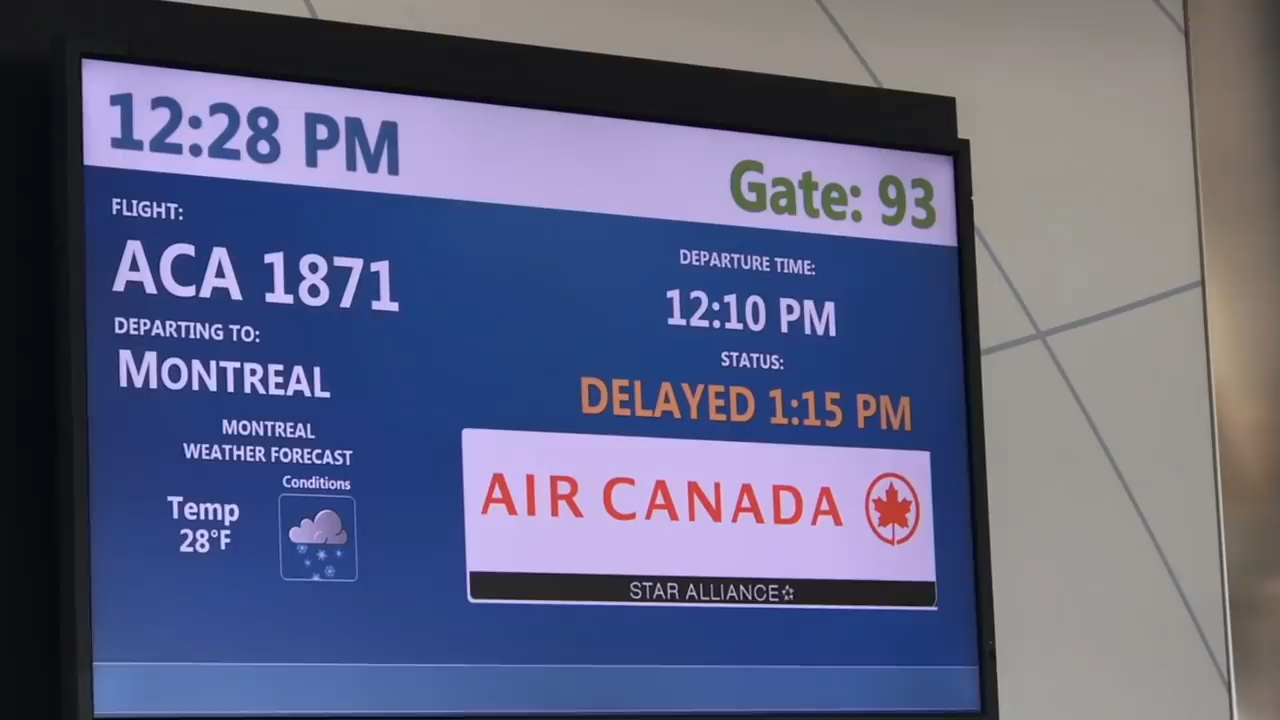 12:28 PM
Gate: 93
FLIGHT:
ACA 1871
DEPARTING TO:
MONTREAL
MONTREAL
WEATHER FORECAST
Conditions
Temp
28°F
DEPARTURE TIME:
12:10 PM
STATUS:
DELAYED 1:15 PM
AIR CANADA
STAR ALLIANCE